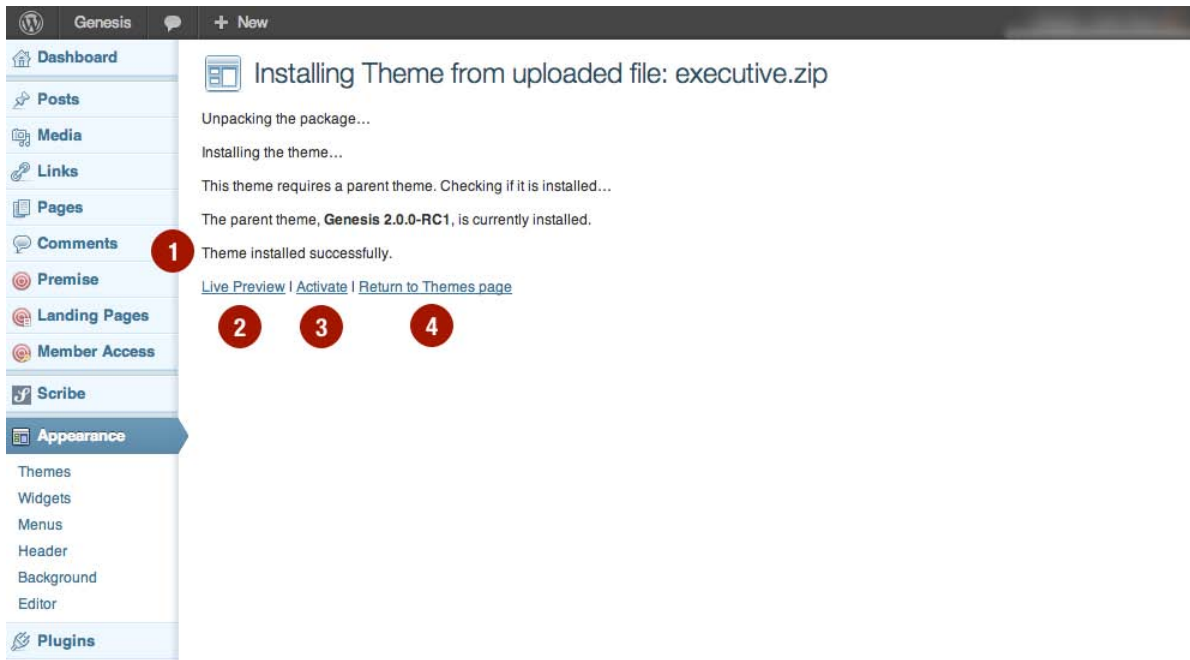 Genesis + New
Dashboard
Installing Theme from uploaded file: executive.zip
Posts
Unpacking the package...
Media
Installing the theme...
Links
This theme requires a parent theme. Checking if it is installed...
Pages
The parent theme, Genesis 2.0.0-RC1, is currently installed.
Comments
1 Theme installed successfully.
Premise
Live Preview | Activate | Return to Themes page
Landing Pages
2 3 4
Member Access
Scribe
Appearance
Themes
Widgets
Menus
Header
Background
Editor
Plugins